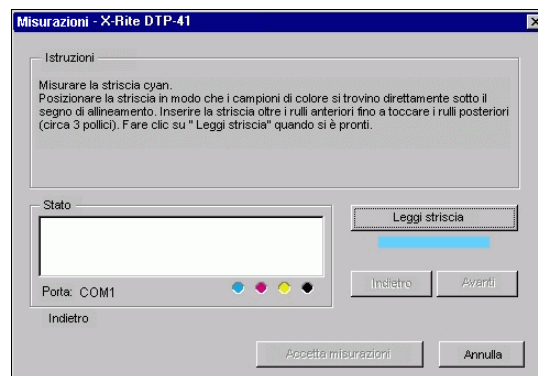 Misurazioni - X-Rite DTP-41
Istruzioni
Misurare la striscia cyan.
Posizionare la striscia in modo che i campioni di colore si trovino direttamente sotto il
segno di allineamento. Inserire la striscia oltre i rulli anteriori fino a toccare i rulli posteriori
(circa 3 pollici). Fare clic su " Leggi striscia" quando si è pronti.
Stato
Leggi striscia
Porta: COM1
Indietro
Avanti
Indietro
Accetta misurazioni
Annulla